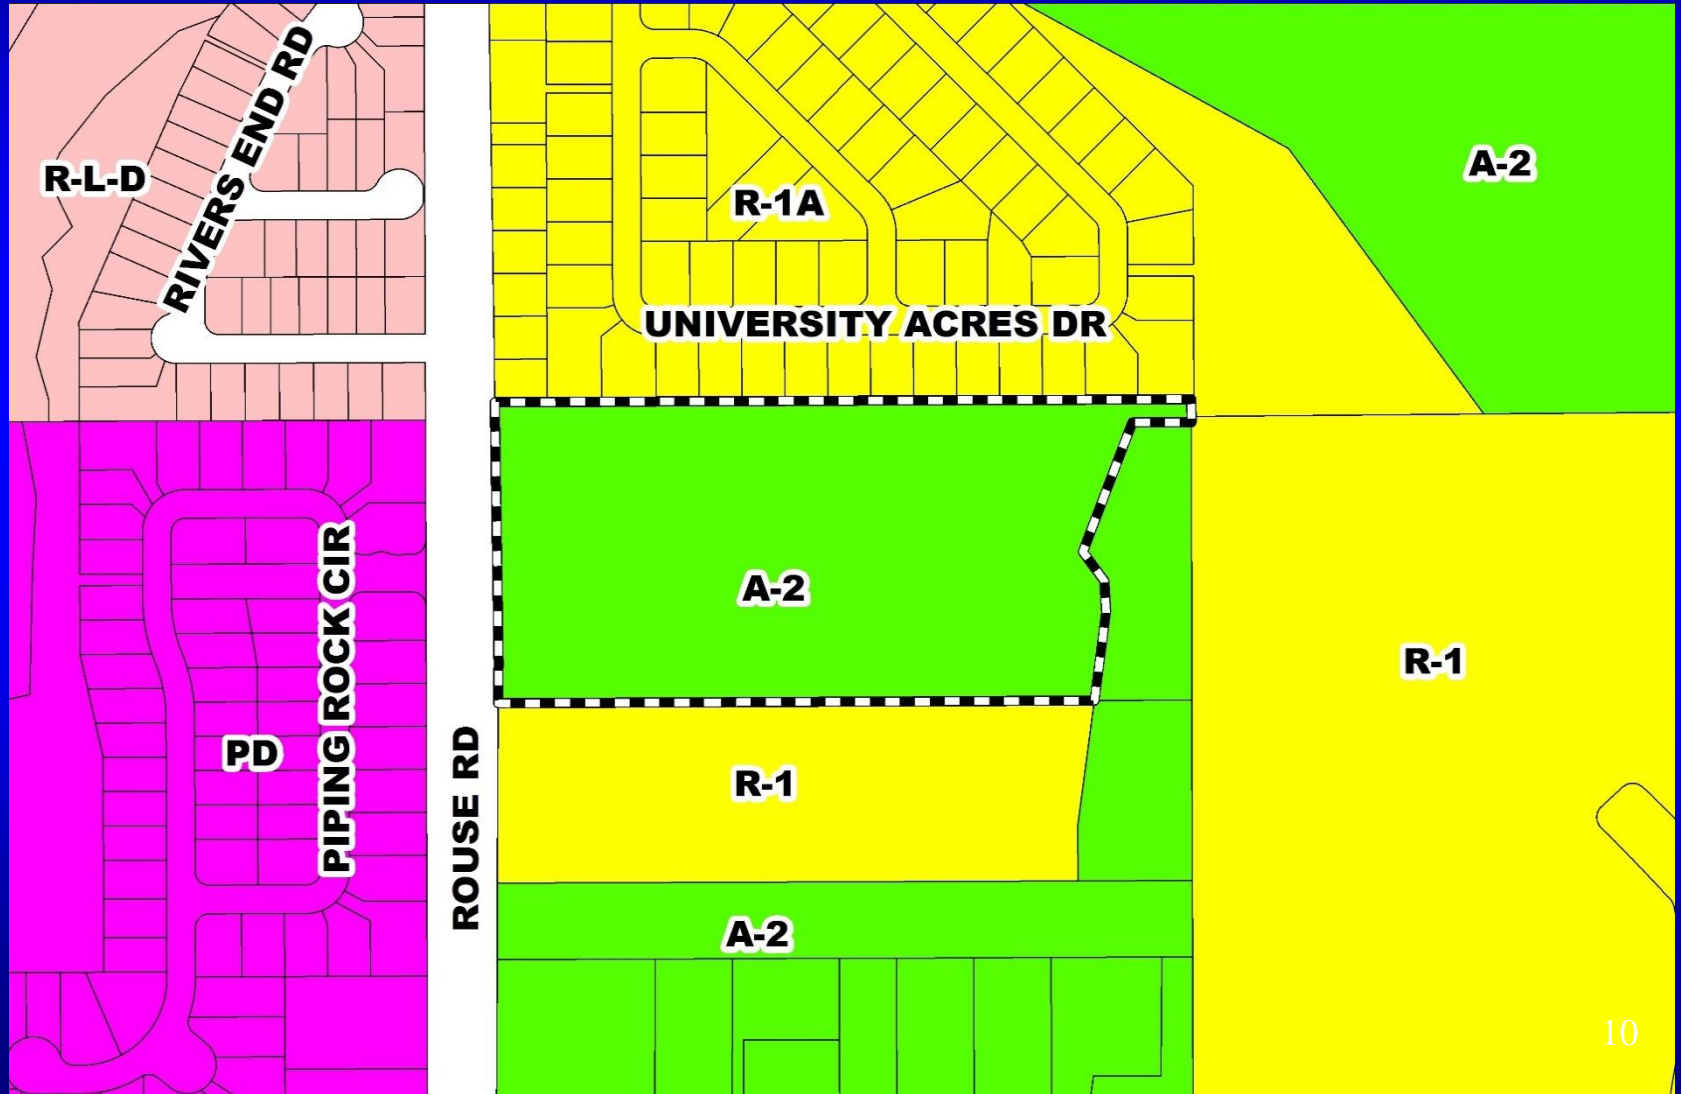 RIVERS END RD
R-L-D
R-1A
A-2
UNIVERSITY ACRES DR
A-2
PIPING ROCK CIR
R-1
PD
ROUSE RD
R-1
A-2
10